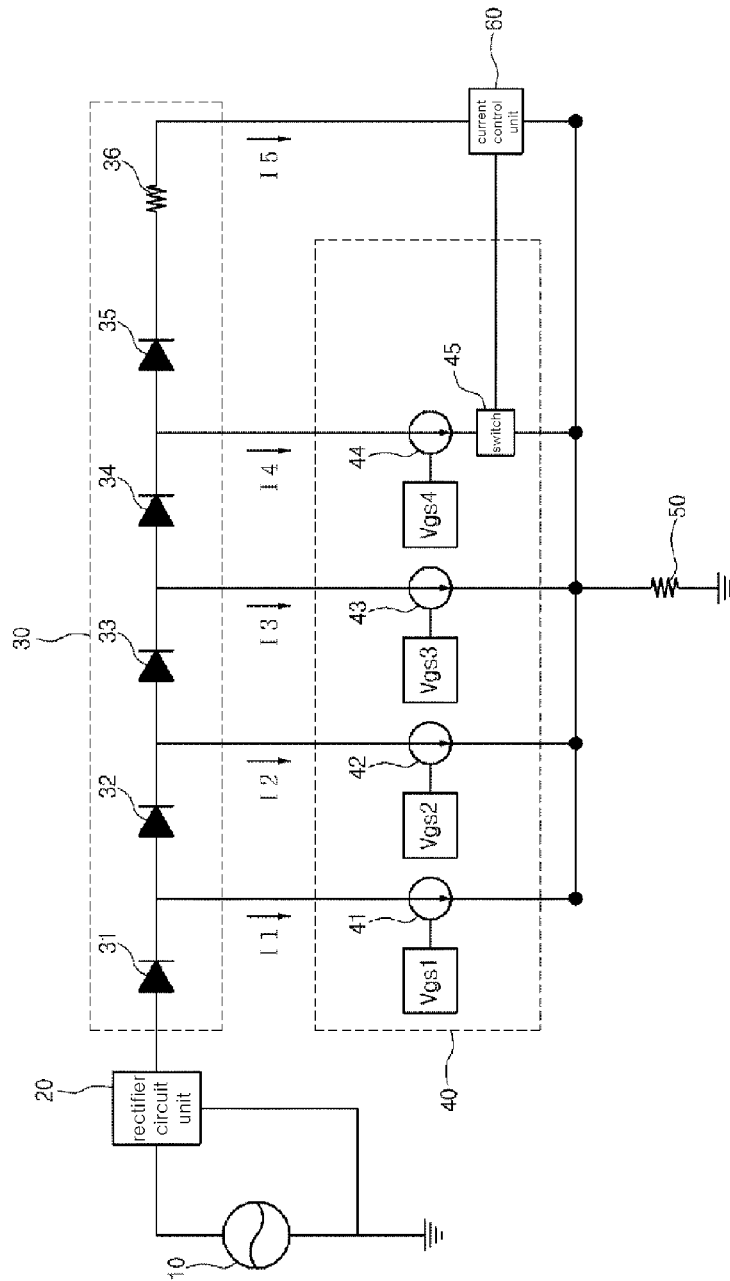 10
20
rectifier
circuit
unit
30
31
32
33
34
35
36
I1
I2
I3
I4
I5
40
41
Vgs1
42
Vgs2
43
Vgs3
44
Vgs4
45
switch
50
60
current
control
unit